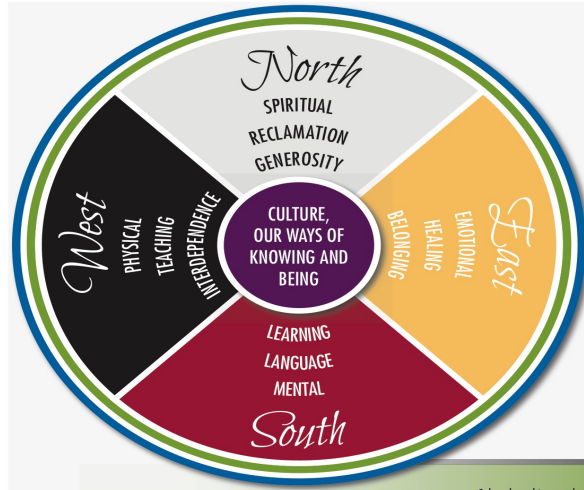 North
SPIRITUAL
RECLAMATION
GENEROSITY
West
PHYSICAL
TEACHING
INTERDEPENDENCE
CULTURE,
OUR WAYS OF
KNOWING AND
BEING
East
EMOTIONAL
HEALING
BELONGING
LEARNING
LANGUAGE
MENTAL
South